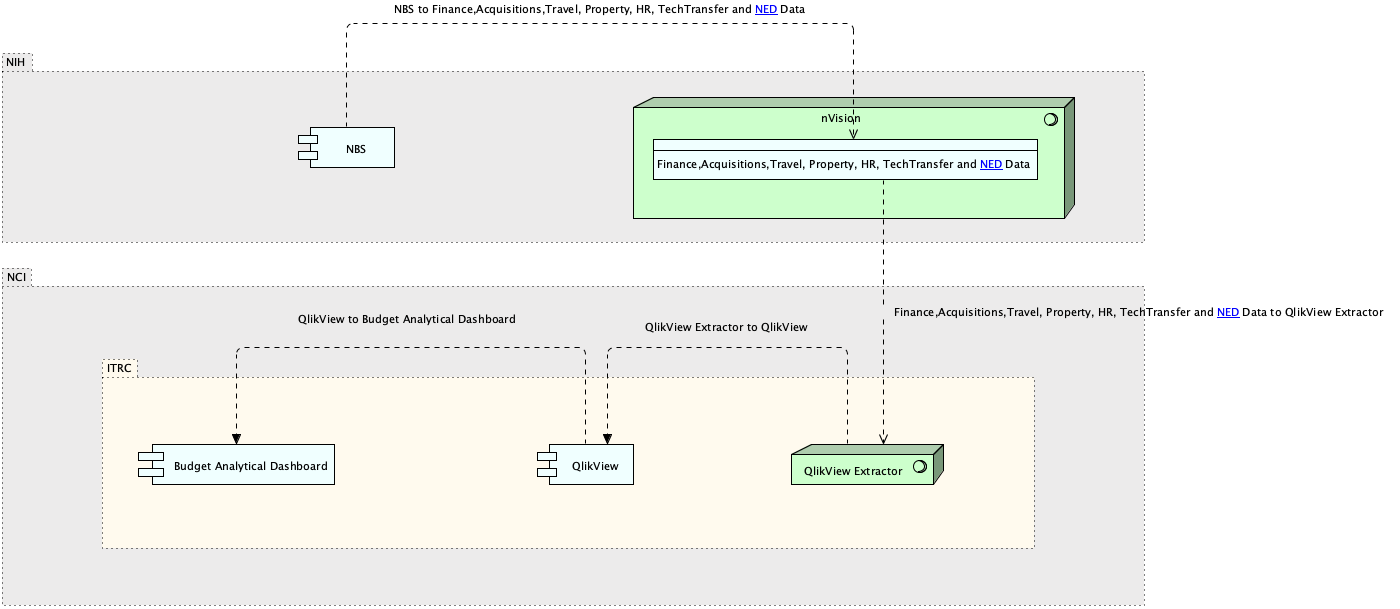 NBS to Finance,Acquisitions,Travel, Property, HR, TechTransfer and NED Data
NIH
nVision
NBS
Finance,Acquisitions,Travel, Property, HR, TechTransfer and NED Data
NCI
Finance,Acquisitions,Travel, Property, HR, TechTransfer and NED Data to QlikView Extractor
QlikView to Budget Analytical Dashboard
QlikView Extractor to QlikView
ITRC
Budget Analytical Dashboard
QlikView
QlikView Extractor